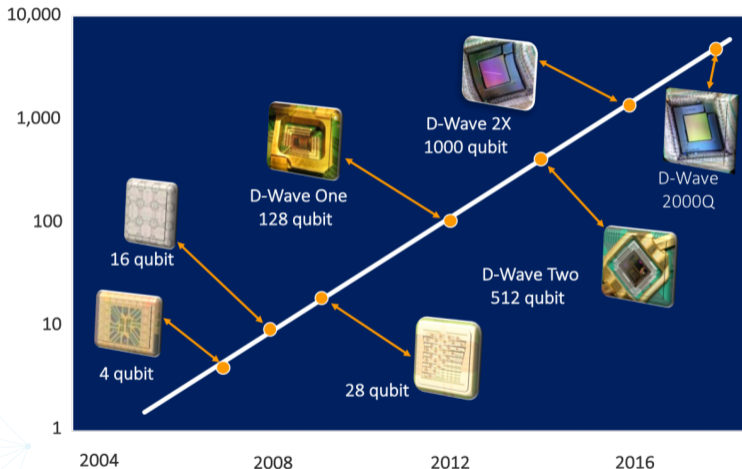 10,000
1,000
100
10
1
D-Wave 2X
1000 qubit
D-Wave
2000Q
D-Wave One
128 qubit
16 qubit
D-Wave Two
512 qubit
4 qubit
28 qubit
2004
2008
2012
2016